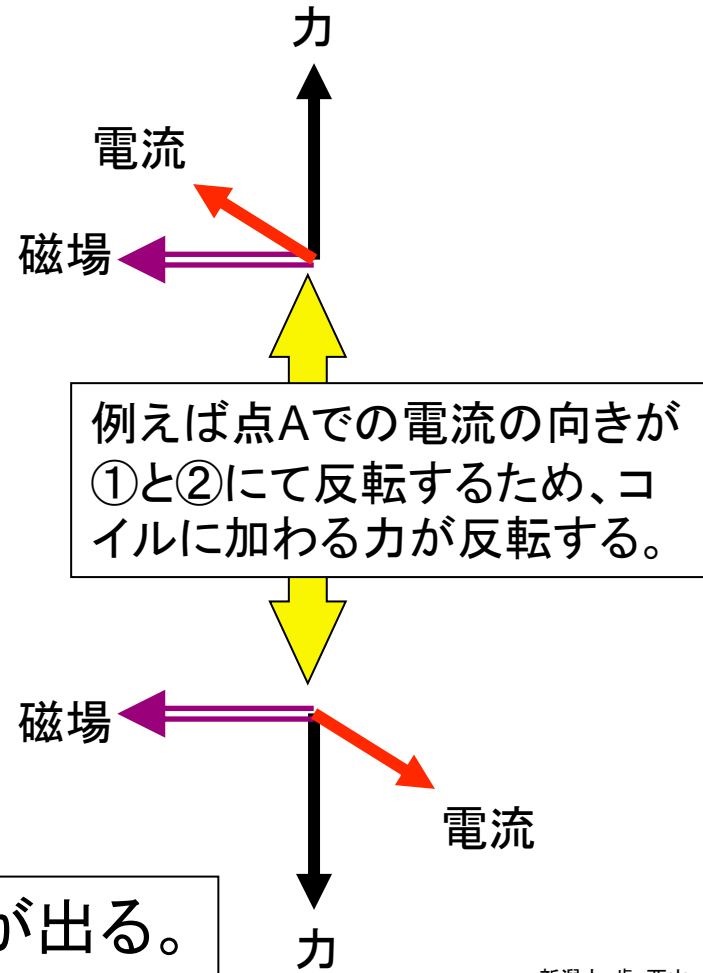 力
電流
磁場
例えば点Aでの電流の向きが
①と②にて反転するため、コ
イルに加わる力が反転する。
磁場
電流
が出る。
力